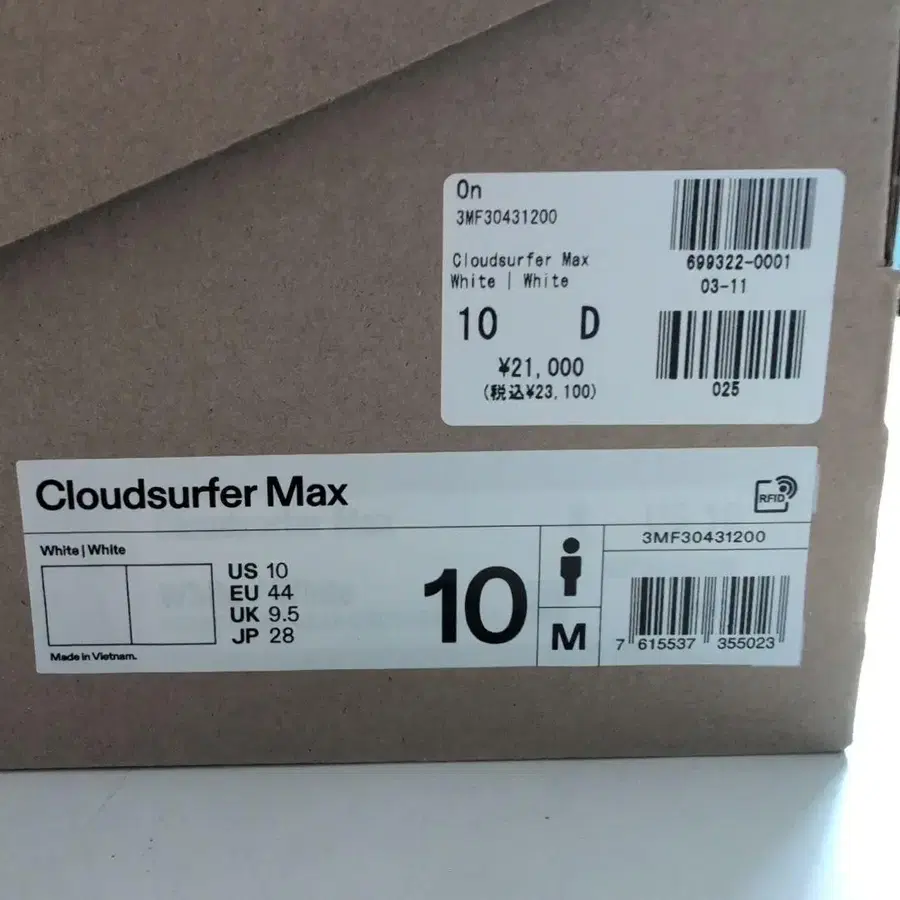 On
3MF30431200
Cloudsurfer Max
White | White
10 D
¥21,000
(税込¥23,100)
699322-0001
03-11
025
Cloudsurfer Max
RFID
White | White
US 10
EU 44
UK 9.5
JP 28
Made in Vietnam.
10
M
3MF30431200
7 615537 355023